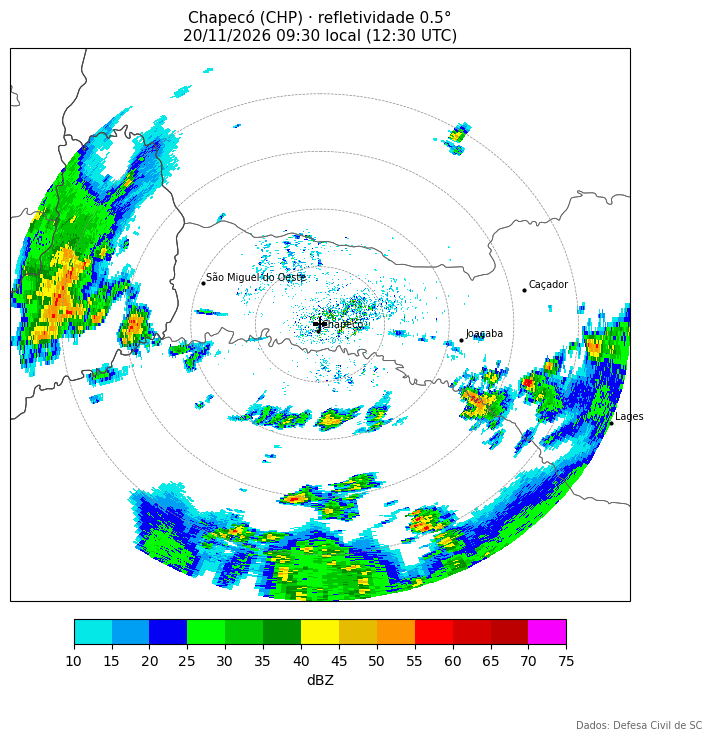 Chapecó (CHP) · refletividade 0.5°
20/11/2026 09:30 local (12:30 UTC)
São Miguel do Oeste
Caçador
Chapecó
Joaçaba
Lages
10 15 20 25 30 35 40 45 50 55 60 65 70 75
dBZ
Dados: Defesa Civil de SC